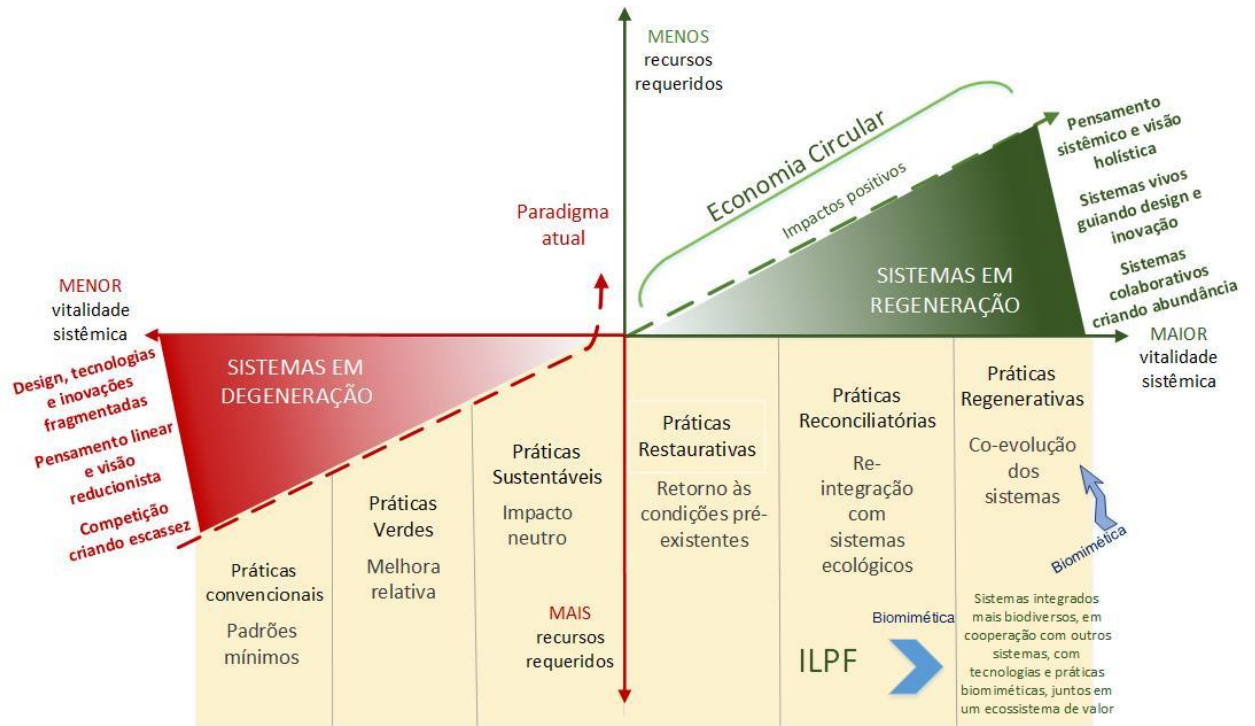 MENOS
recursos
requeridos
Economia Circular
Impactos positivos
Pensamento
sistêmico e visão
holística
Sistemas vivos
guiando design e
inovação
Sistemas
colaborativos
criando abundância
Paradigma
atual
SISTEMAS EM
REGENERAÇÃO
MENOR
vitalidade
sistêmica
MAIOR
vitalidade
sistêmica
SISTEMAS EM
DEGENERAÇÃO
Design, tecnologias
e inovações
fragmentadas
Pensamento linear
e visão
reducionista
Competição
criando escassez
Práticas
convencionais
Padrões
mínimos
Práticas
Verdes
Melhora
relativa
Práticas
Sustentáveis
Impacto
neutro
MAIS
recursos
requeridos
Práticas
Restaurativas
Retorno às
condições pré-
existentes
Práticas
Reconciliatórias
Re-
integração
com
sistemas
ecológicos
Práticas
Regenerativas
Co-evolução
dos
sistemas
Biomimética
ILPF
Biomimética
Sistemas integrados
mais biodiversos, em
cooperação com outros
sistemas, com
tecnologias e práticas
biomiméticas, juntos em
um ecossistema de valor